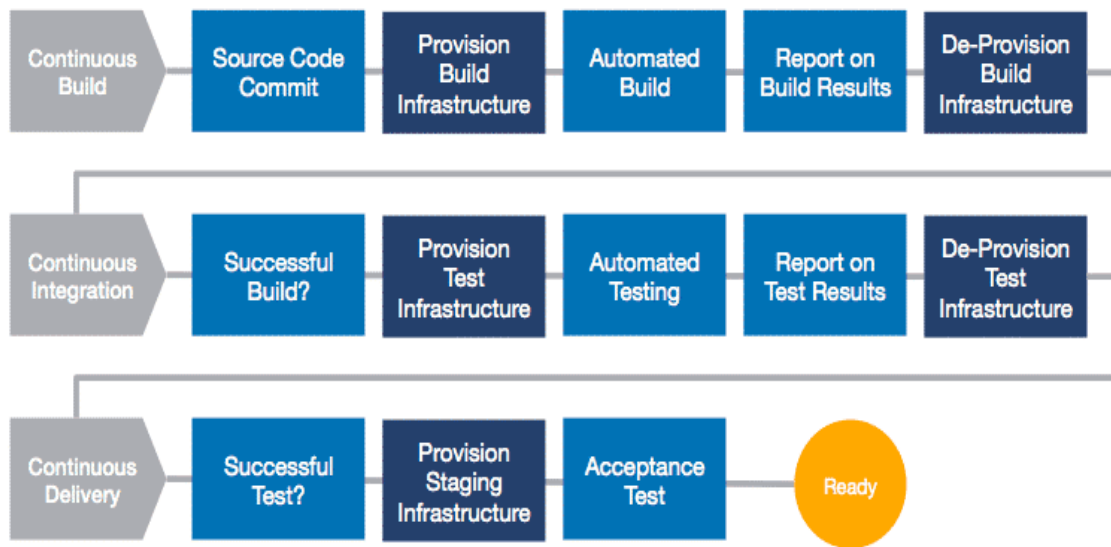 Continuous
Build
Source Code
Commit
Provision
Build
Infrastructure
Automated
Build
Report on
Build Results
De-Provision
Build
Infrastructure
Continuous
Integration
Successful
Build?
Provision
Test
Infrastructure
Automated
Testing
Report on
Test Results
De-Provision
Test
Infrastructure
Continuous
Delivery
Successful
Test?
Provision
Staging
Infrastructure
Acceptance
Test
Ready